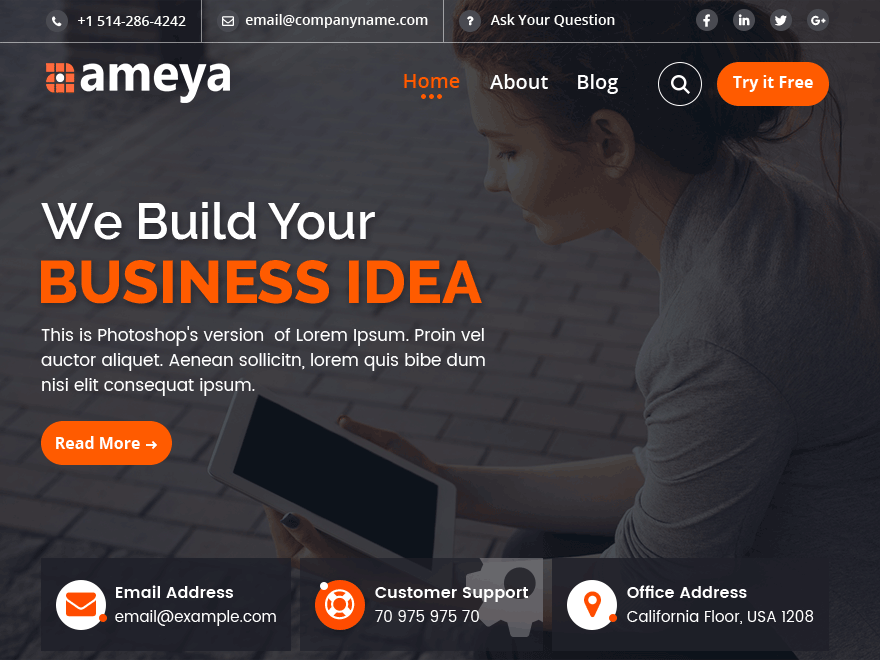 +1 514-286-4242
email@companyname.com
Ask Your Question
ameya
Home
About
Blog
Try it Free
We Build Your
BUSINESS IDEA
This is Photoshop's version  of Lorem Ipsum. Proin vel
auctor aliquet. Aenean sollicitn, lorem quis bibe dum
nisi elit consequat ipsum.
Read More →
Email Address
email@example.com
Customer Support
70 975 975 70
Office Address
California Floor, USA 1208